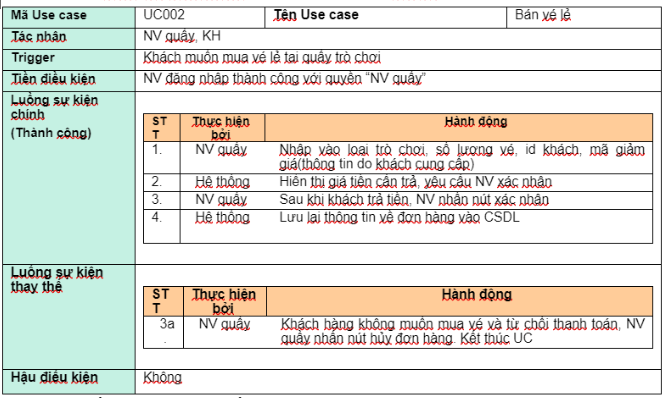 Mã Use case UC002 Tên Use case Bán vé lẻ
Tác nhân NV quầy, KH
Trigger Khách muốn mua vé lẻ tại quầy trò chơi
Tiền điều kiện NV đăng nhập thành công với quyền “NV quầy”
Luồng sự kiện
chính
(Thành công)
ST
T
Thực hiện
bởi
Hành động
1. NV quầy Nhập vào loại trò chơi, số lượng vé, id khách, mã giảm
giá(thông tin do khách cung cấp)
2. Hệ thống Hiển thị giá tiền cần trả, yêu cầu NV xác nhận
3. NV quầy Sau khi khách trả tiền, NV nhấn nút xác nhận
4. Hệ thống Lưu lại thông tin về đơn hàng vào CSDL
Luồng sự kiện
thay thế
ST
T
Thực hiện
bởi
Hành động
3a
.
NV quầy Khách hàng không muốn mua vé và từ chối thanh toán, NV
quầy nhấn nút hủy đơn hàng. Kết thúc UC
Hậu điều kiện Không